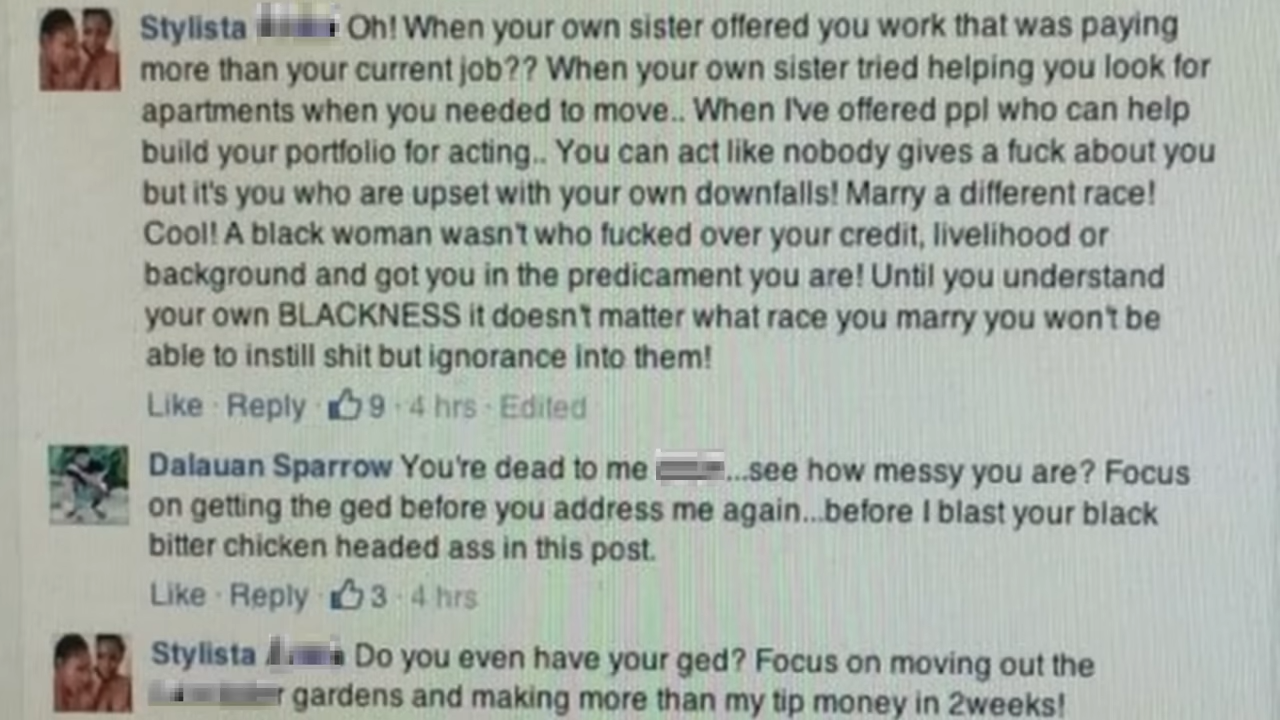 Stylista Oh! When your own sister offered you work that was paying
more than your current job?? When your own sister tried helping you look for
apartments when you needed to move.. When I've offered ppl who can help
build your portfolio for acting.. You can act like nobody gives a fuck about you
but it's you who are upset with your own downfalls! Marry a different race!
Cool! A black woman wasn't who fucked over your credit, livelihood or
background and got you in the predicament you are! Until you understand
your own BLACKNESS it doesn't matter what race you marry you won't be
able to instill shit but ignorance into them!
Like · Reply · 9 · 4 hrs · Edited
Dalauan Sparrow You're dead to me ...see how messy you are? Focus
on getting the ged before you address me again...before I blast your black
bitter chicken headed ass in this post.
Like · Reply · 3 · 4 hrs
Stylista Do you even have your ged? Focus on moving out the
gardens and making more than my tip money in 2weeks!